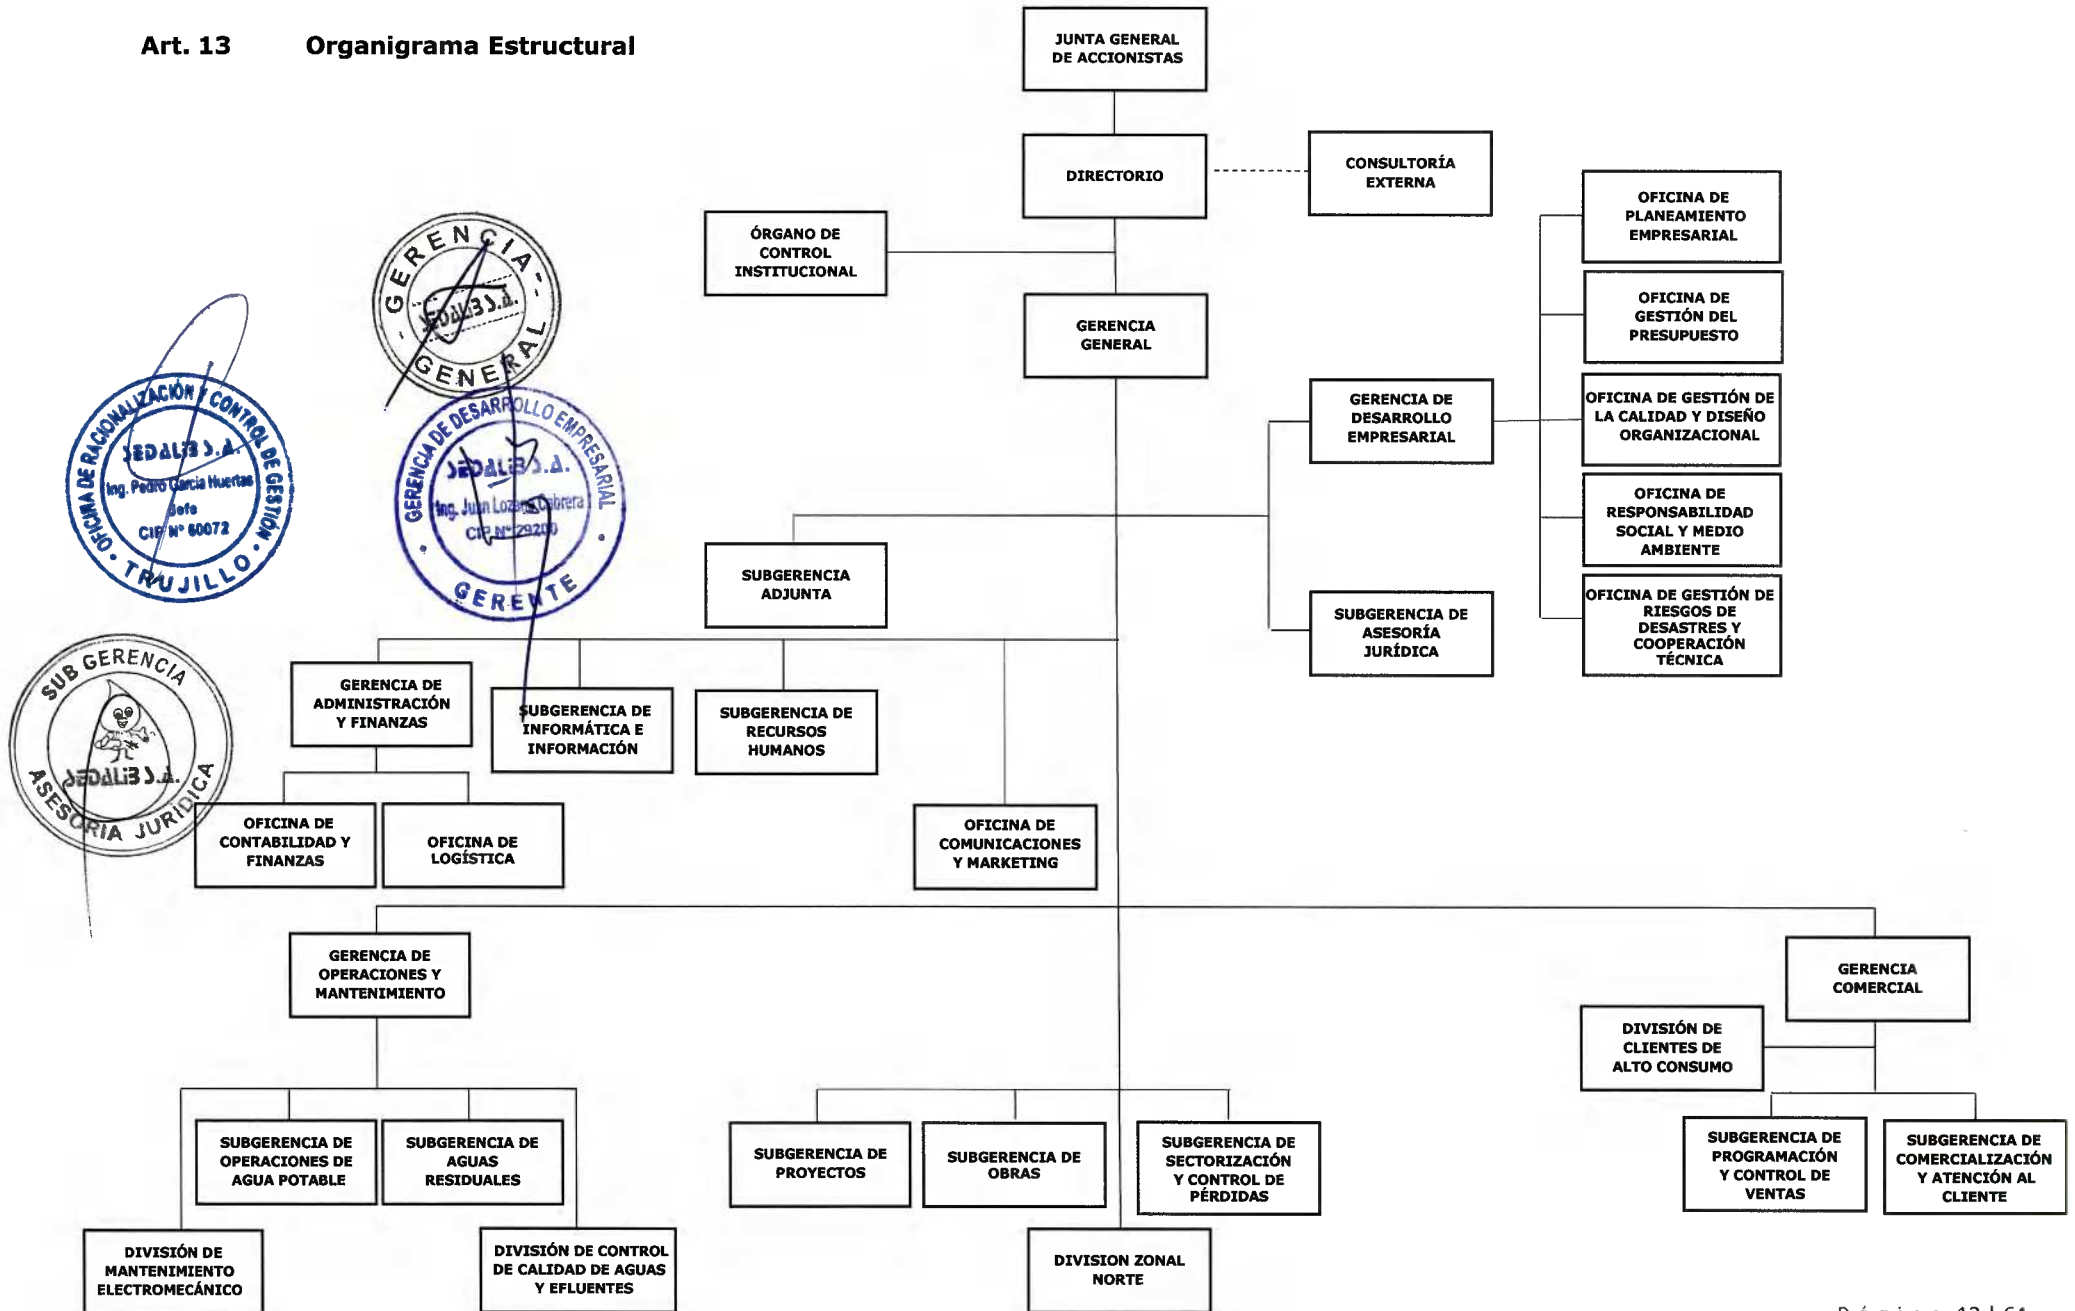 Art. 13 Organigrama Estructural
JUNTA GENERAL
DE ACCIONISTAS
DIRECTORIO
CONSULTORÍA
EXTERNA
ÓRGANO DE
CONTROL
INSTITUCIONAL
GERENCIA
GENERAL
OFICINA DE
PLANEAMIENTO
EMPRESARIAL
OFICINA DE
GESTIÓN DEL
PRESUPUESTO
GERENCIA DE
DESARROLLO
EMPRESARIAL
OFICINA DE GESTIÓN DE
LA CALIDAD Y DISEÑO
ORGANIZACIONAL
OFICINA DE
RESPONSABILIDAD
SOCIAL Y MEDIO
AMBIENTE
OFICINA DE GESTIÓN DE
RIESGOS DE
DESASTRES Y
COOPERACIÓN
TÉCNICA
SUBGERENCIA
ADJUNTA
SUBGERENCIA DE
ASESORÍA
JURÍDICA
- GERENCIA -
SEDALIB S.A.
GENERAL
OFICINA DE RACIONALIZACIÓN Y CONTROL DE GESTIÓN
SEDALIB S.A.
Ing. Pedro García Huertas
Jefe
CIP Nº 60072
TRUJILLO
GERENCIA DE DESARROLLO EMPRESARIAL
SEDALIB S.A.
Ing. Juan Lozano Cabrera
CIP Nº 29200
GERENTE
SUB GERENCIA
SEDALIB S.A.
ASESORIA JURIDICA
GERENCIA DE
ADMINISTRACIÓN
Y FINANZAS
SUBGERENCIA DE
INFORMÁTICA E
INFORMACIÓN
SUBGERENCIA DE
RECURSOS
HUMANOS
OFICINA DE
CONTABILIDAD Y
FINANZAS
OFICINA DE
LOGÍSTICA
OFICINA DE
COMUNICACIONES
Y MARKETING
GERENCIA DE
OPERACIONES Y
MANTENIMIENTO
GERENCIA
COMERCIAL
DIVISIÓN DE
CLIENTES DE
ALTO CONSUMO
SUBGERENCIA DE
OPERACIONES DE
AGUA POTABLE
SUBGERENCIA DE
AGUAS
RESIDUALES
SUBGERENCIA DE
PROYECTOS
SUBGERENCIA DE
OBRAS
SUBGERENCIA DE
SECTORIZACIÓN
Y CONTROL DE
PÉRDIDAS
SUBGERENCIA DE
PROGRAMACIÓN
Y CONTROL DE
VENTAS
SUBGERENCIA DE
COMERCIALIZACIÓN
Y ATENCIÓN AL
CLIENTE
DIVISIÓN DE
MANTENIMIENTO
ELECTROMECÁNICO
DIVISIÓN DE CONTROL
DE CALIDAD DE AGUAS
Y EFLUENTES
DIVISION ZONAL
NORTE